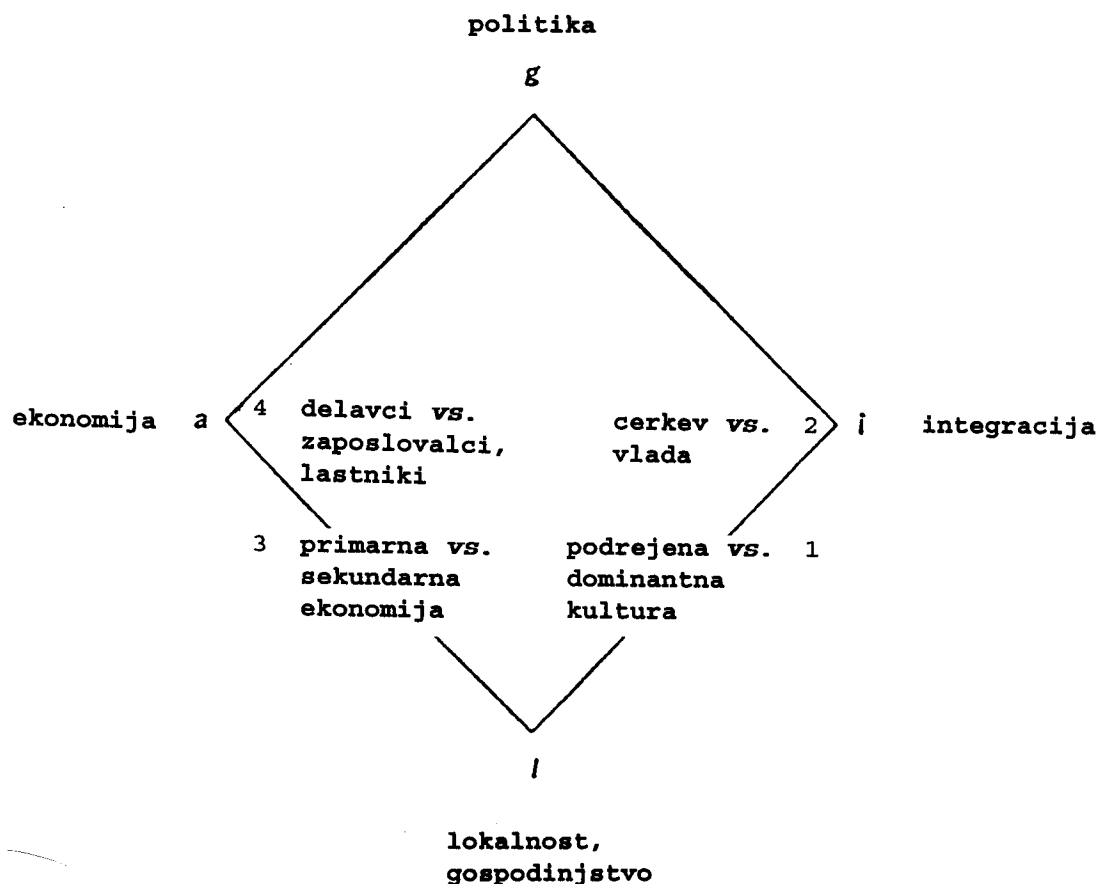 politika
g
ekonomija a 4 delavci vs. zaposlovalci, lastniki
cerkev vs. vlada 2 i integracija
3 primarna vs. sekundarna ekonomija
podrejena vs. dominantna kultura 1
l
lokalnost,
gospodinjstvo